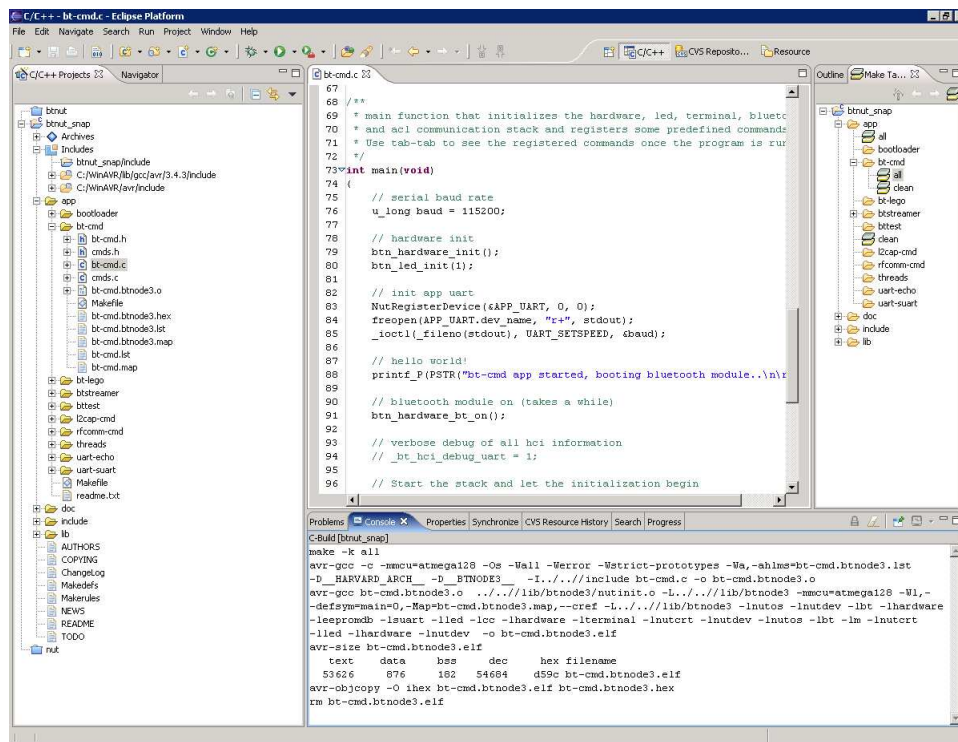 C/C++ - bt-cmd.c - Eclipse Platform
File Edit Navigate Search Run Project Window Help
C/C++ CVS Reposito... Resource
C/C++ Projects Navigator
btnut
btnut_snap
Archives
Includes
btnut_snap/include
C:/WinAVR/lib/gcc/avr/3.4.3/include
C:/WinAVR/avr/include
app
bootloader
bt-cmd
bt-cmd.h
cmds.h
bt-cmd.c
cmds.c
bt-cmd.btnode3.o
Makefile
bt-cmd.btnode3.hex
bt-cmd.btnode3.lst
bt-cmd.btnode3.map
bt-cmd.lst
bt-cmd.map
bt-lego
btstreamer
bttest
l2cap-cmd
rfcomm-cmd
threads
uart-echo
uart-suart
Makefile
readme.txt
doc
include
lib
AUTHORS
COPYING
ChangeLog
Makedefs
Makerules
NEWS
README
TODO
nut
bt-cmd.c
67
68 /**
69 * main function that initializes the hardware, led, terminal, bluetc
70 * and acl communication stack and registers some predefined commands
71 * Use tab-tab to see the registered commands once the program is rur
72 */
73 int main(void)
74 {
75 // serial baud rate
76 u_long baud = 115200;
77
78 // hardware init
79 btn_hardware_init();
80 btn_led_init(1);
81
82 // init app uart
83 NutRegisterDevice(&APP_UART, 0, 0);
84 freopen(APP_UART.dev_name, "r+", stdout);
85 _ioctl(_fileno(stdout), UART_SETSPEED, &baud);
86
87 // hello world!
88 printf_P(PSTR("bt-cmd app started, booting bluetooth module..\n\r
89
90 // bluetooth module on (takes a while)
91 btn_hardware_bt_on();
92
93 // verbose debug of all hci information
94 // _bt_hci_debug_uart = 1;
95
96 // Start the stack and let the initialization begin
Outline Make Ta...
btnut_snap
app
all
bootloader
bt-cmd
all
clean
bt-lego
btstreamer
bttest
clean
l2cap-cmd
rfcomm-cmd
threads
uart-echo
uart-suart
doc
include
lib
Problems Console Properties Synchronize CVS Resource History Search Progress
C-Build [btnut_snap]
make -k all
avr-gcc -c -mmcu=atmega128 -Os -Wall -Werror -Wstrict-prototypes -Wa,-ahlms=bt-cmd.btnode3.lst
-D__HARVARD_ARCH__ -D__BTNODE3__ -I../..//include bt-cmd.c -o bt-cmd.btnode3.o
avr-gcc bt-cmd.btnode3.o ../..//lib/btnode3/nutinit.o -L../..//lib/btnode3 -mmcu=atmega128 -Wl,-
-defsym=main=0,-Map=bt-cmd.btnode3.map,--cref -L../..//lib/btnode3 -lnutos -lnutdev -lbt -lhardware
-leepromdb -lsuart -lled -lcc -lhardware -lterminal -lnutcrt -lnutdev -lnutos -lbt -lm -lnutcrt
-lled -lhardware -lnutdev -o bt-cmd.btnode3.elf
avr-size bt-cmd.btnode3.elf
text data bss dec hex filename
53626 876 182 54684 d59c bt-cmd.btnode3.elf
avr-objcopy -O ihex bt-cmd.btnode3.elf bt-cmd.btnode3.hex
rm bt-cmd.btnode3.elf